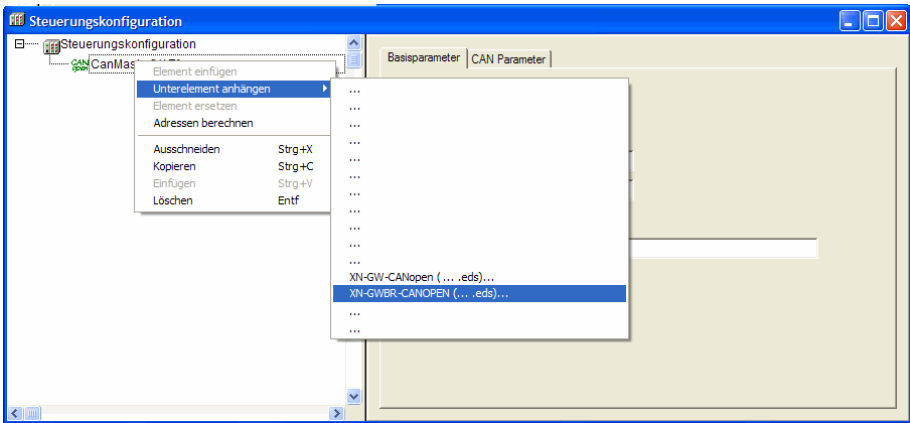 Steuerungskonfiguration
Steuerungskonfiguration
CanMas
Basisparameter
CAN Parameter
Element einfügen
Unterelement anhängen
Element ersetzen
Adressen berechnen
Ausschneiden Strg+X
Kopieren Strg+C
Einfügen Strg+V
Löschen Entf
...
...
...
...
...
...
...
...
...
...
...
XN-GW-CANopen ( ... .eds)...
XN-GWBR-CANOPEN (... .eds)...
...
...